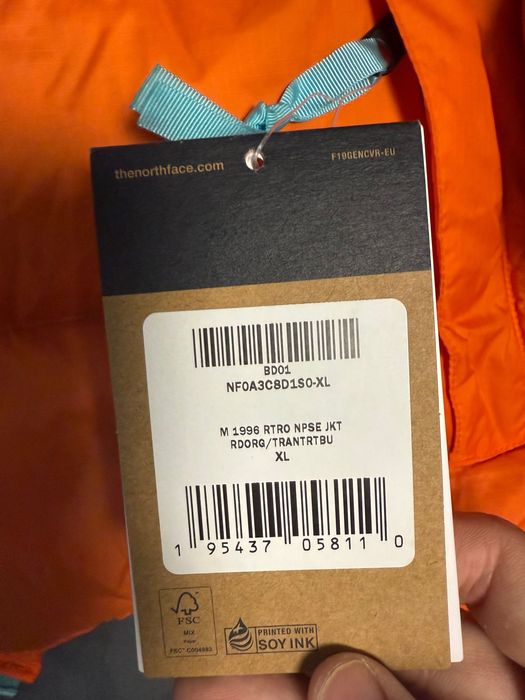 thenorthface.com
F19GENCVR-EU
BD01
NF0A3C8D1S0-XL
M 1996 RTRO NPSE JKT
RDORG/TRANTRTBU
XL
1 95437 05811 0
FSC
MIX
Paper
FSC® C004693
PRINTED WITH
SOY INK